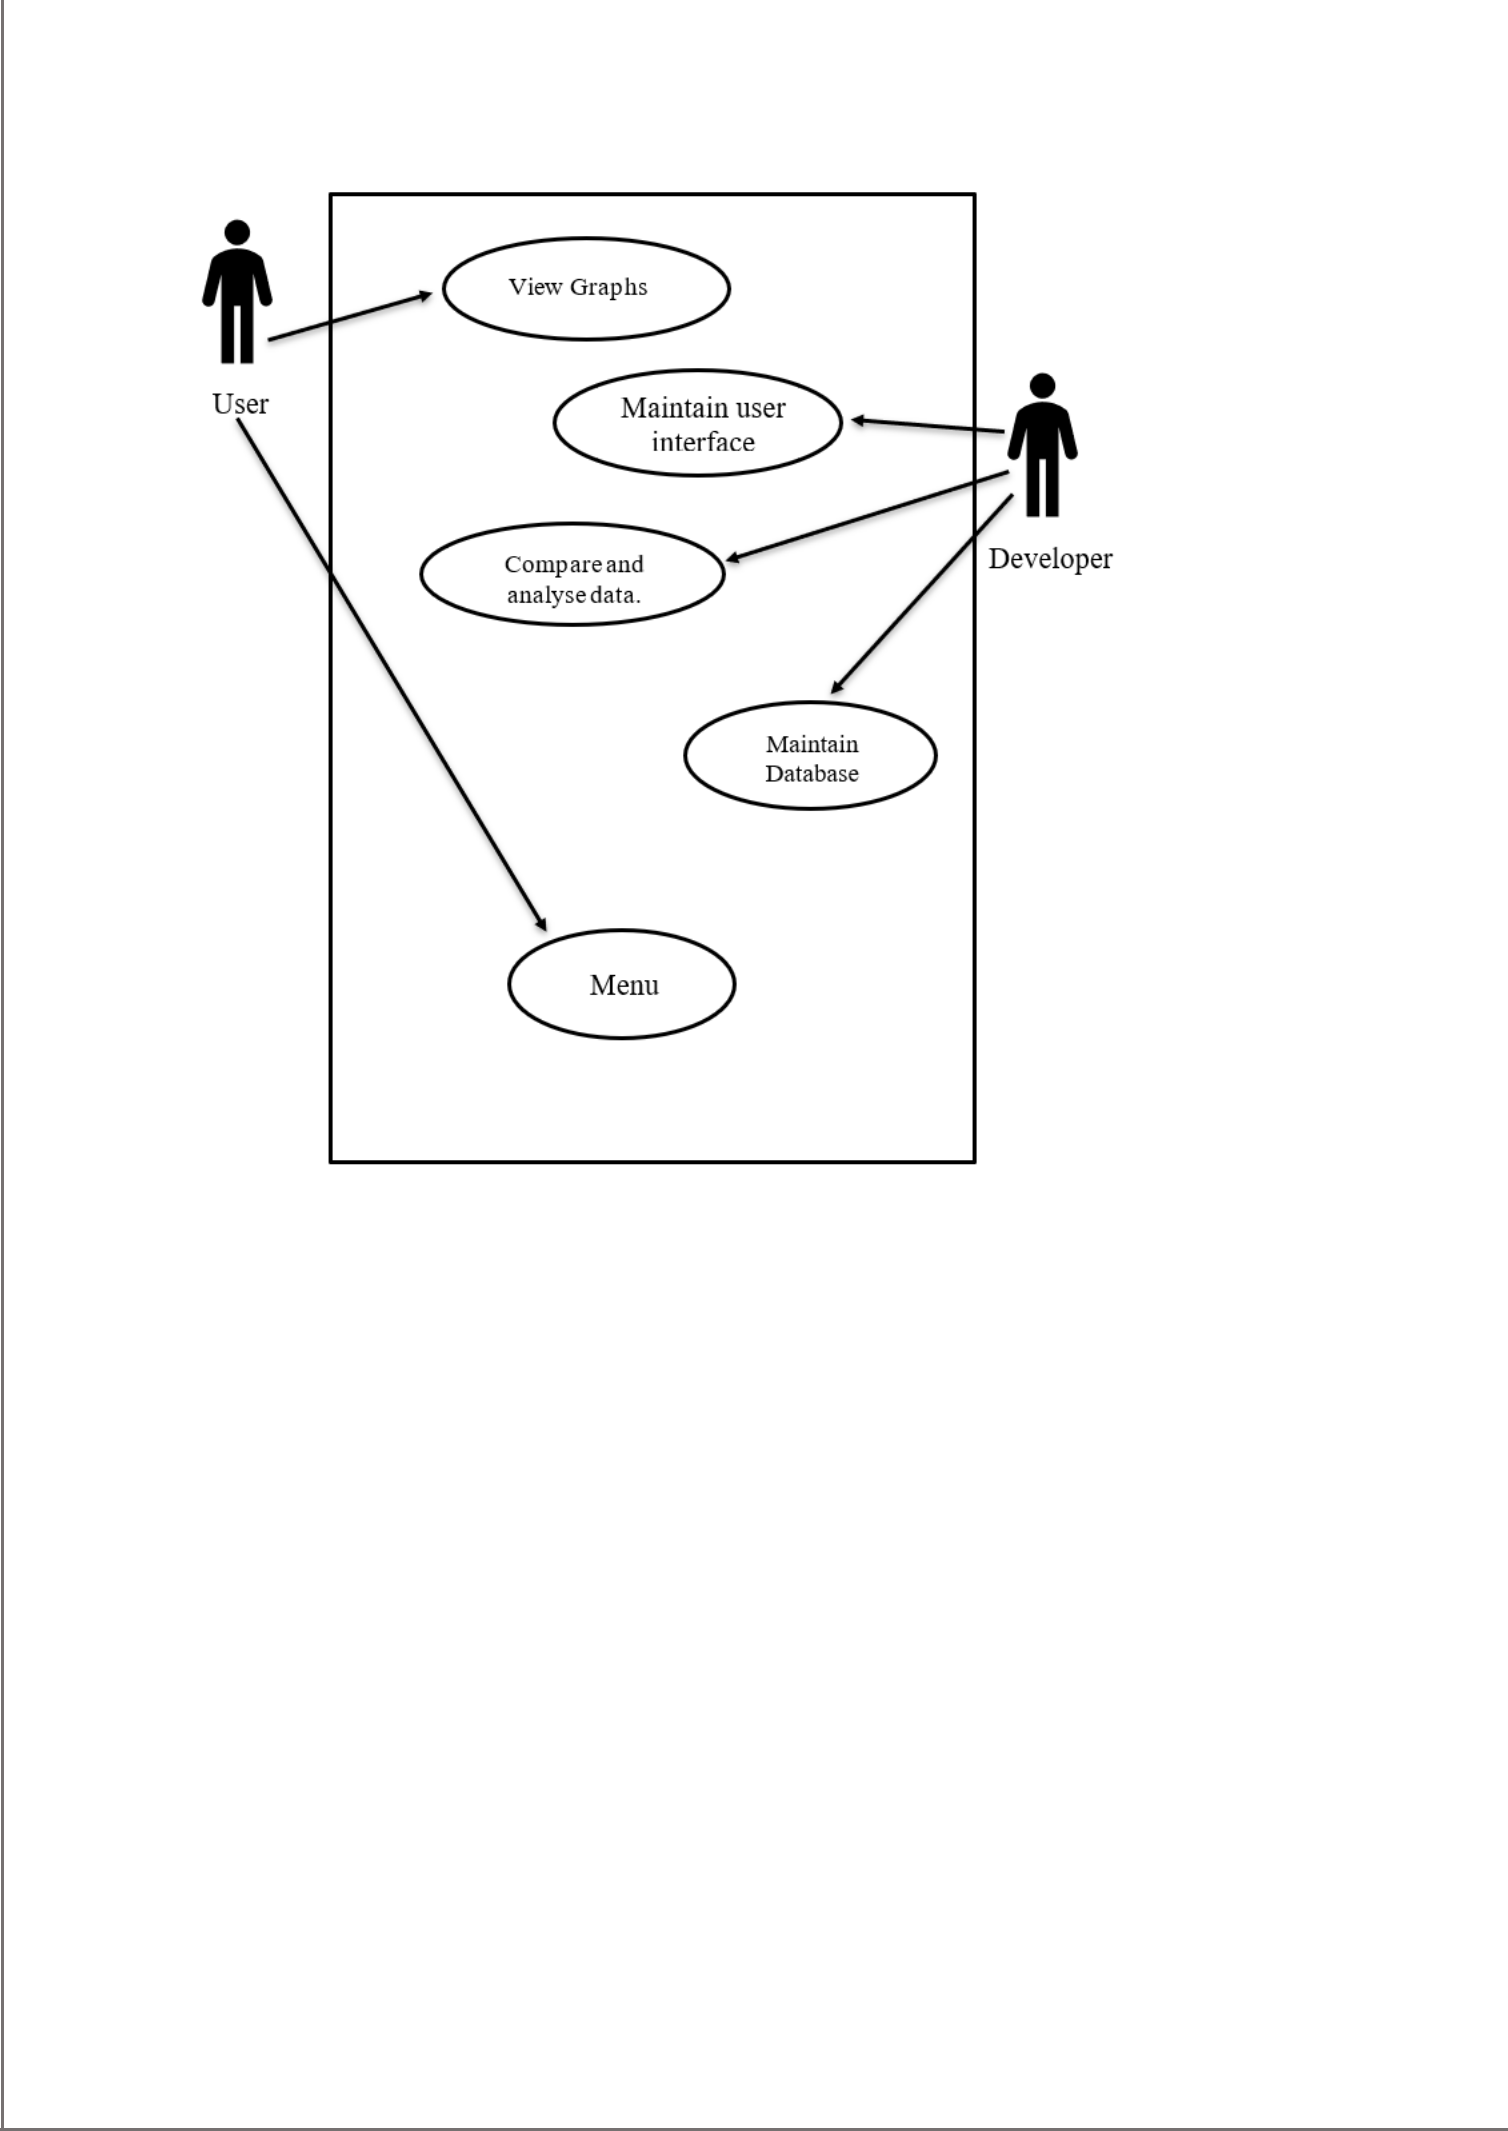 View Graphs
User
Maintain user
interface
Developer
Compare and
analyse data.
Maintain
Database
Menu